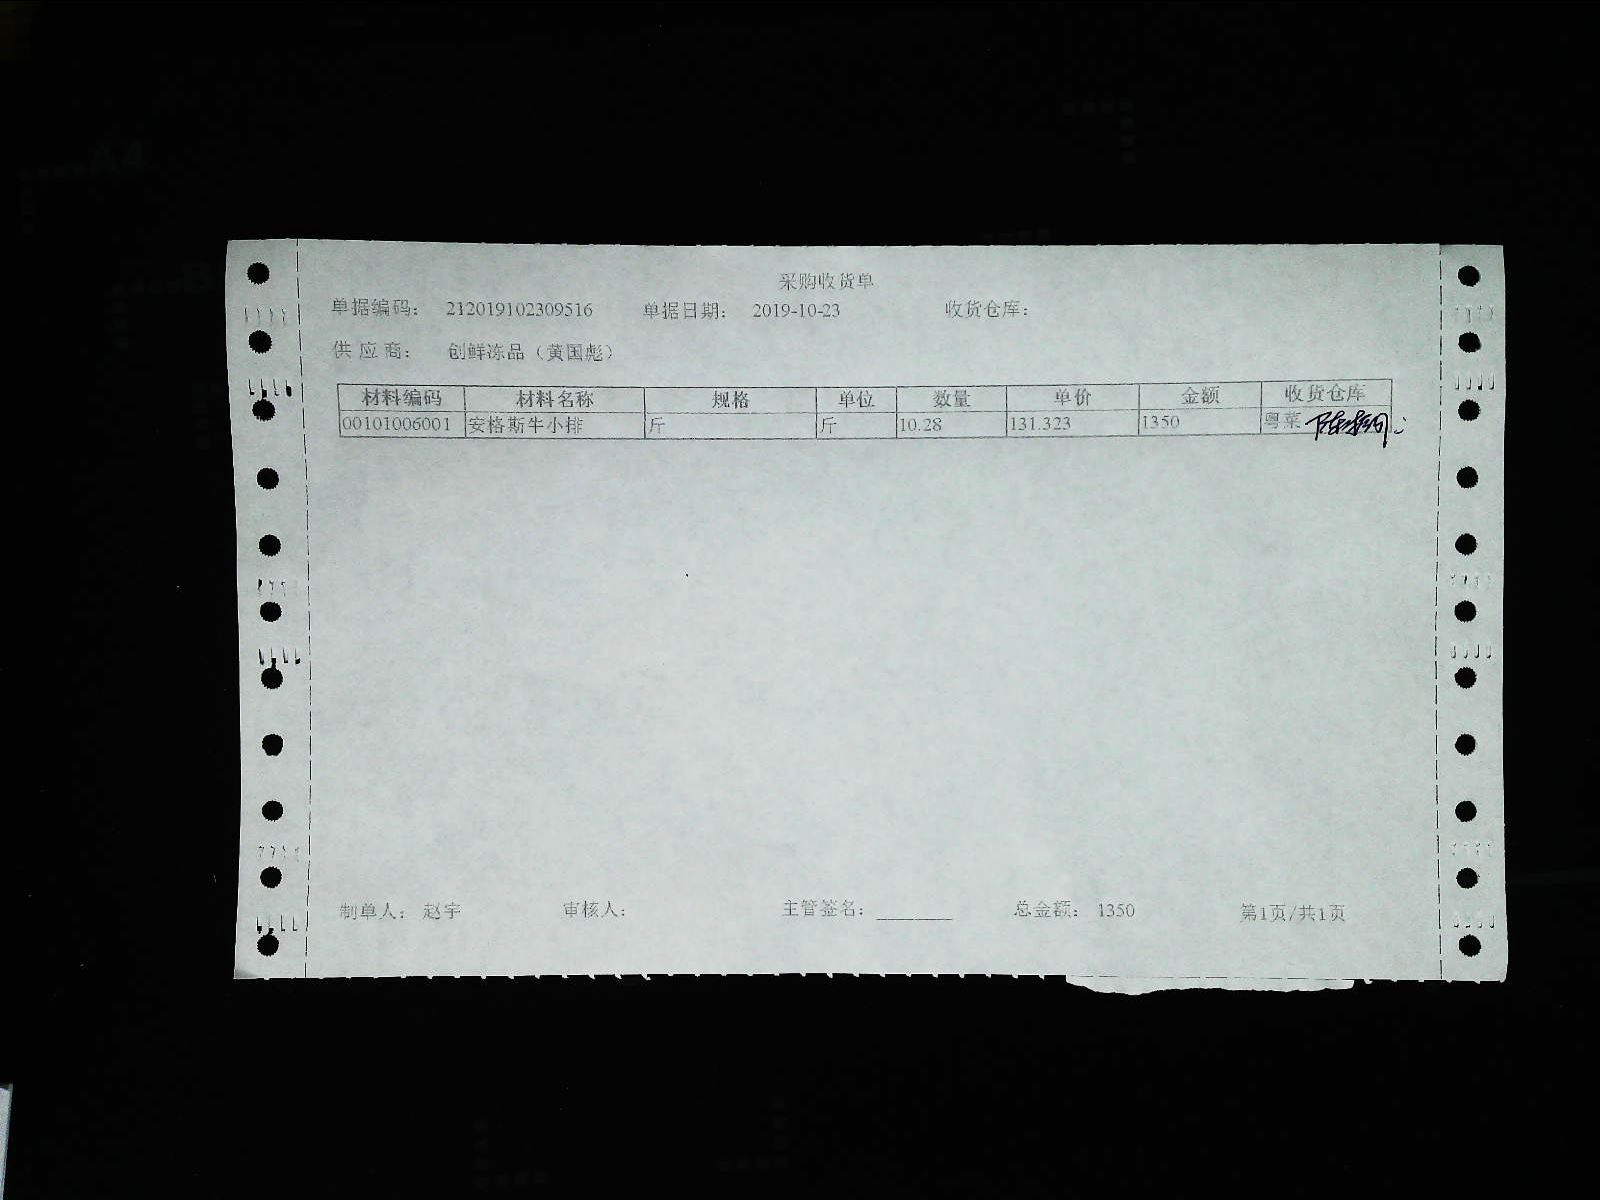 采购收货单
单据编码: 212019102309516 单据日期: 2019-10-23 收货仓库:
供 应 商: 创鲜冻品（黄国彪）
材料编码 材料名称 规格 单位 数量 单价 金额 收货仓库
00101006001 安格斯牛小排 斤 斤 10.28 131.323 1350 粤菜
制单人: 赵宇 审核人: 主管签名: ________ 总金额: 1350 第1页/共1页